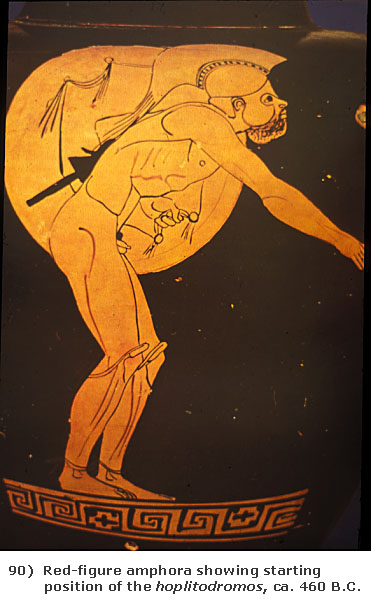 90) Red-figure amphora showing starting
position of the hoplitodromos, ca. 460 B.C.